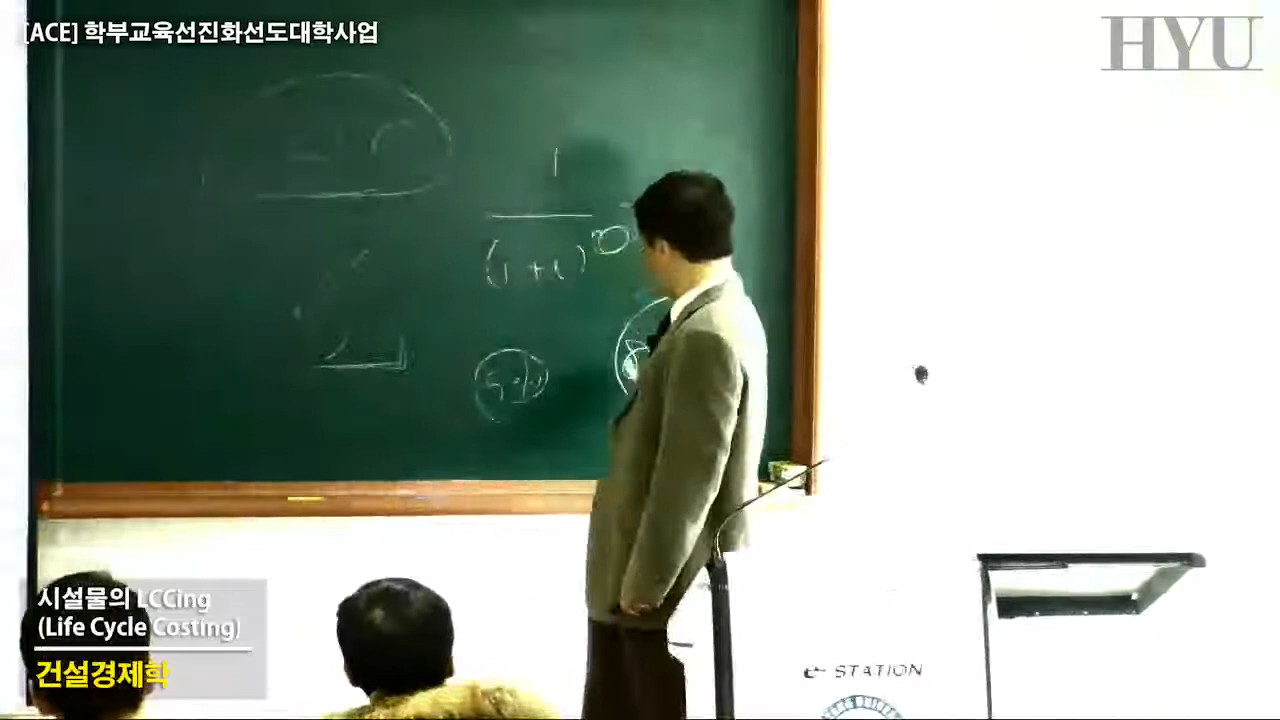 [ACE] 학부교육선진화선도대학사업
HYU
1
(1+i)
5%
시설물의 LCCing
(Life Cycle Costing)
건설경제학
e-STATION